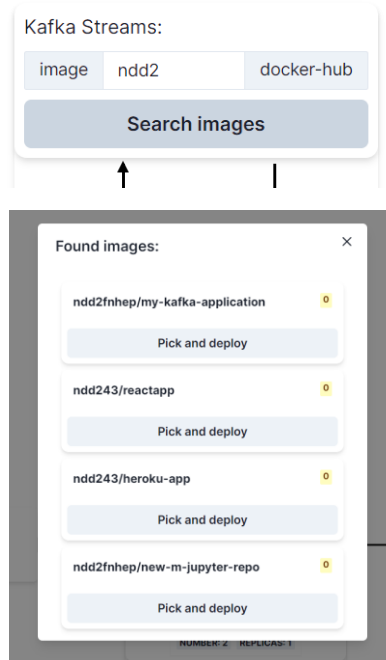 Kafka Streams:
image ndd2 docker-hub
Search images
Found images: ×
ndd2fnhep/my-kafka-application 0
Pick and deploy
ndd243/reactapp 0
Pick and deploy
ndd243/heroku-app 0
Pick and deploy
ndd2fnhep/new-m-jupyter-repo 0
Pick and deploy
NUMBER: 2 REPLICAS: 1